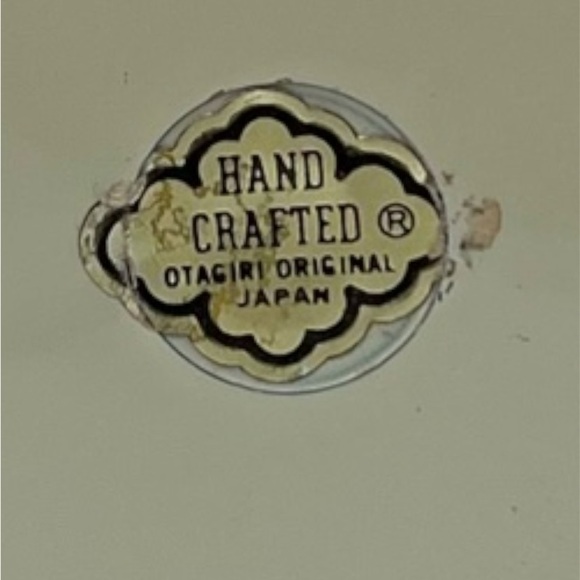 HAND
CRAFTED ®
OTAGIRI ORIGINAL
JAPAN